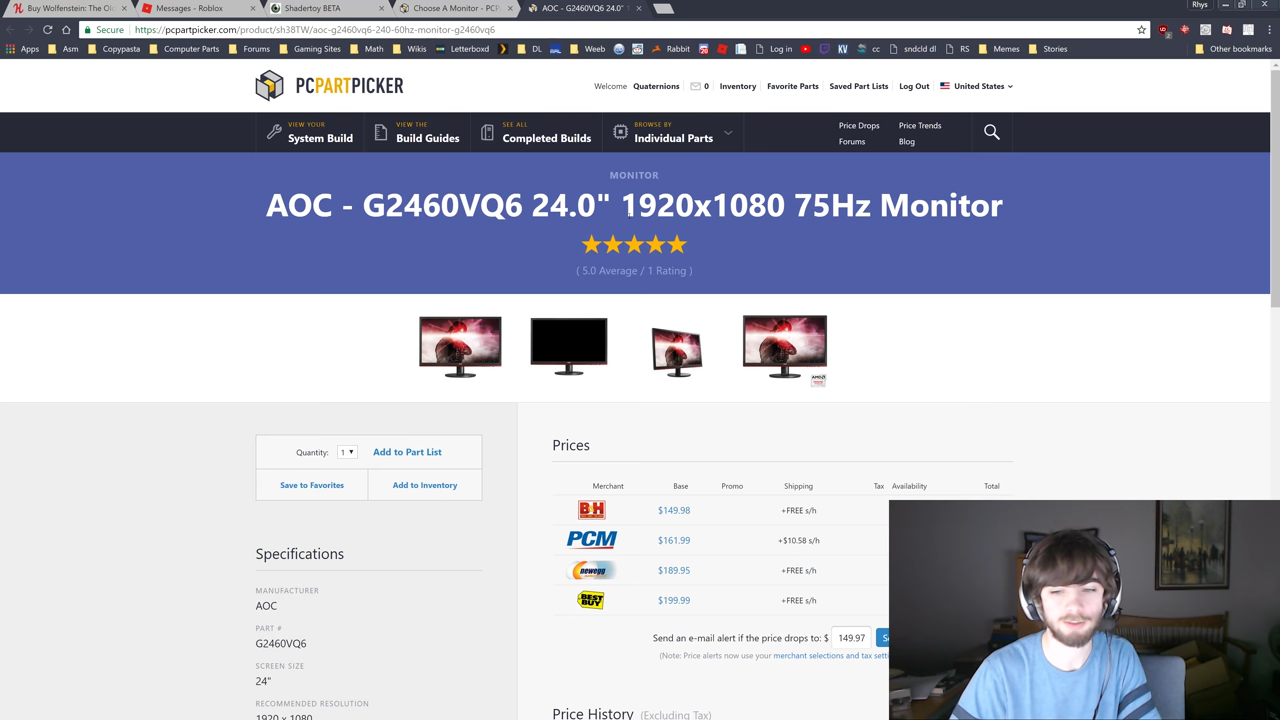 Buy Wolfenstein: The Ol
Messages - Roblox
Shadertoy BETA
Choose A Monitor - PCP
AOC - G2460VQ6 24.0" 1
Rhys
Secure
https://pcpartpicker.com/product/sh38TW/aoc-g2460vq6-240-60hz-monitor-g2460vq6
Apps Asm Copypasta Computer Parts Forums Gaming Sites Math Wikis Letterboxd DL Weeb Rabbit Log in KV cc sndcld dl RS Memes Stories Other bookmarks
PCPARTPICKER
Welcome Quaternions 0 Inventory Favorite Parts Saved Part Lists Log Out United States
VIEW YOUR
System Build
VIEW THE
Build Guides
SEE ALL
Completed Builds
BROWSE BY
Individual Parts
Price Drops Price Trends
Forums Blog
MONITOR
AOC - G2460VQ6 24.0" 1920x1080 75Hz Monitor
( 5.0 Average / 1 Rating )
AMD
Quantity: 1 Add to Part List
Save to Favorites Add to Inventory
Specifications
MANUFACTURER
AOC
PART #
G2460VQ6
SCREEN SIZE
24"
RECOMMENDED RESOLUTION
1920 x 1080
Prices
Merchant Base Promo Shipping Tax Availability Total
B&H $149.98 +FREE s/h
PCM $161.99 +$10.58 s/h
newegg $189.95 +FREE s/h
BEST BUY $199.99 +FREE s/h
Send an e-mail alert if the price drops to: $ 149.97
(Note: Price alerts now use your merchant selections and tax setti
Price History (Excluding Tax)